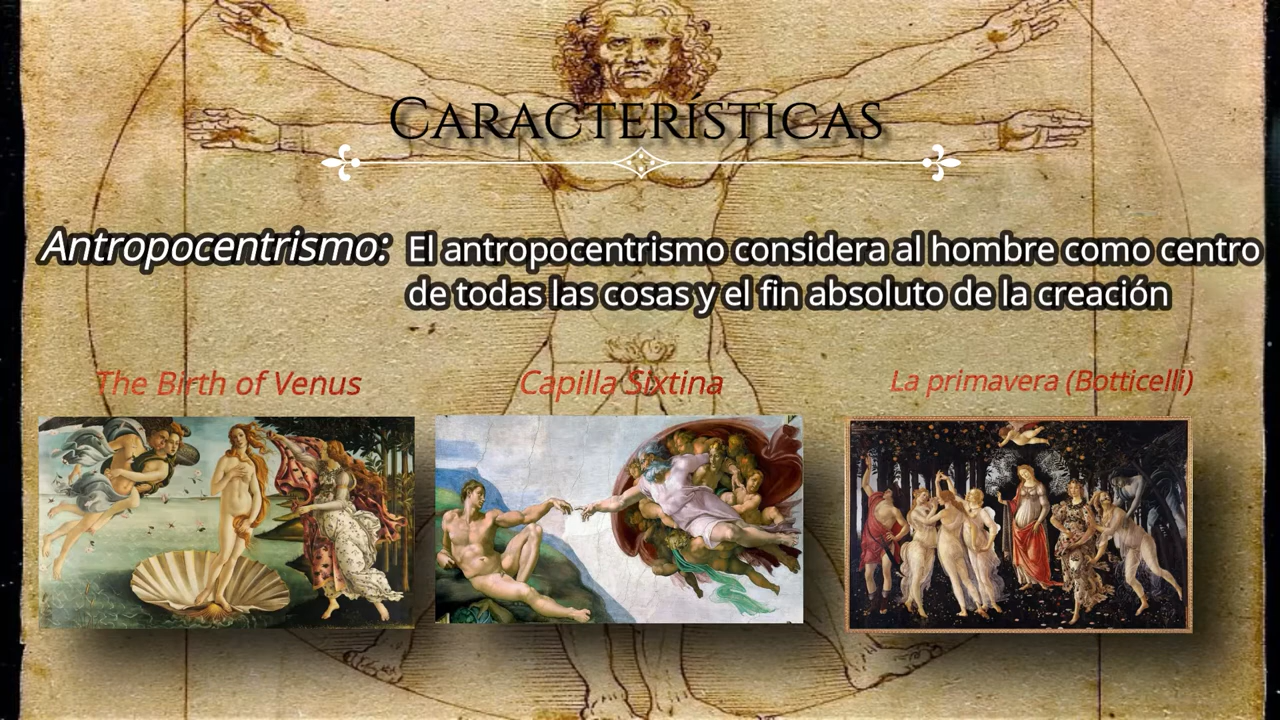 CARACTERÍSTICAS
Antropocentrismo: El antropocentrismo considera al hombre como centro
de todas las cosas y el fin absoluto de la creación
The Birth of Venus
Capilla Sixtina
La primavera (Botticelli)